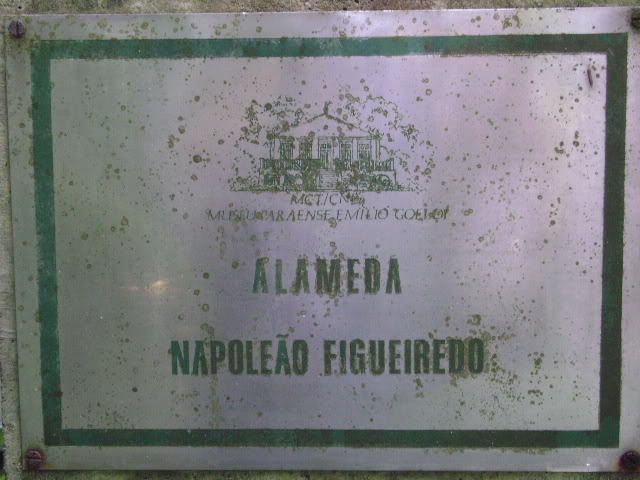 MCT/CNPq
MUSEU PARAENSE EMÍLIO GOELDI
ALAMEDA
NAPOLEÃO FIGUEIREDO